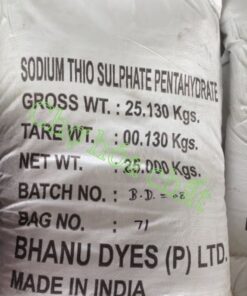 SODIUM THIO SULPHATE PENTAHYDRATE
GROSS WT. : 25.130 Kgs.
TARE WT. : 00.130 Kgs.
NET WT. : 25.000 Kgs.
BATCH NO. : B.D. = 08
BAG NO. : 71
BHANU DYES (P) LTD.
MADE IN INDIA